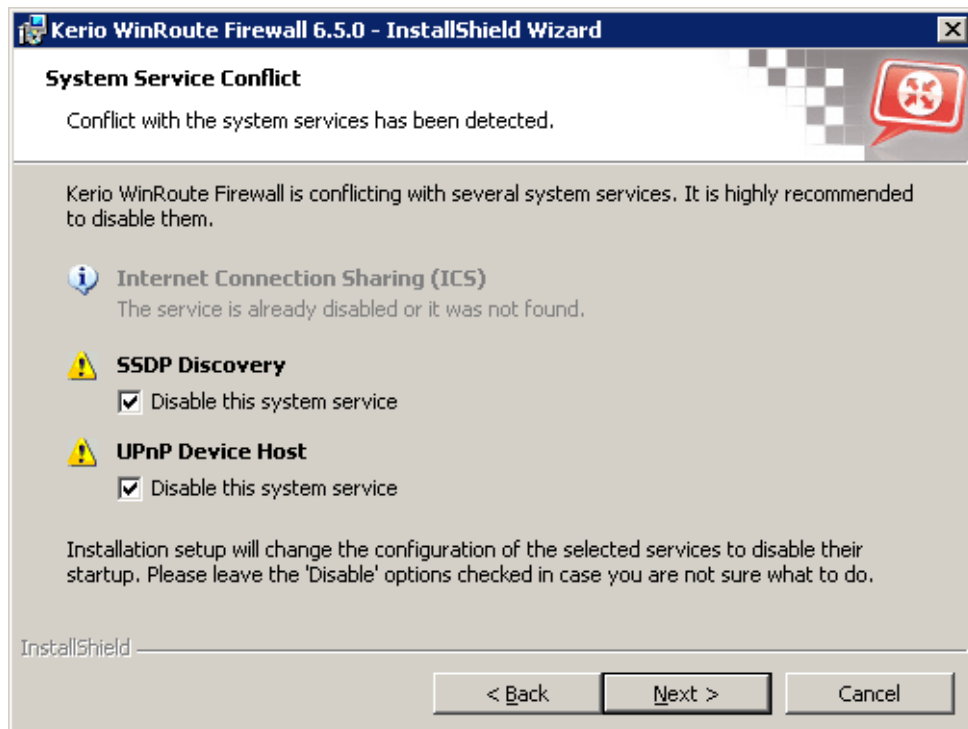 Kerio WinRoute Firewall 6.5.0 - InstallShield Wizard
System Service Conflict
Conflict with the system services has been detected.
Kerio WinRoute Firewall is conflicting with several system services. It is highly recommended
to disable them.
Internet Connection Sharing (ICS)
The service is already disabled or it was not found.
SSDP Discovery
Disable this system service
UPnP Device Host
Disable this system service
Installation setup will change the configuration of the selected services to disable their
startup. Please leave the 'Disable' options checked in case you are not sure what to do.
InstallShield
< Back
Next >
Cancel